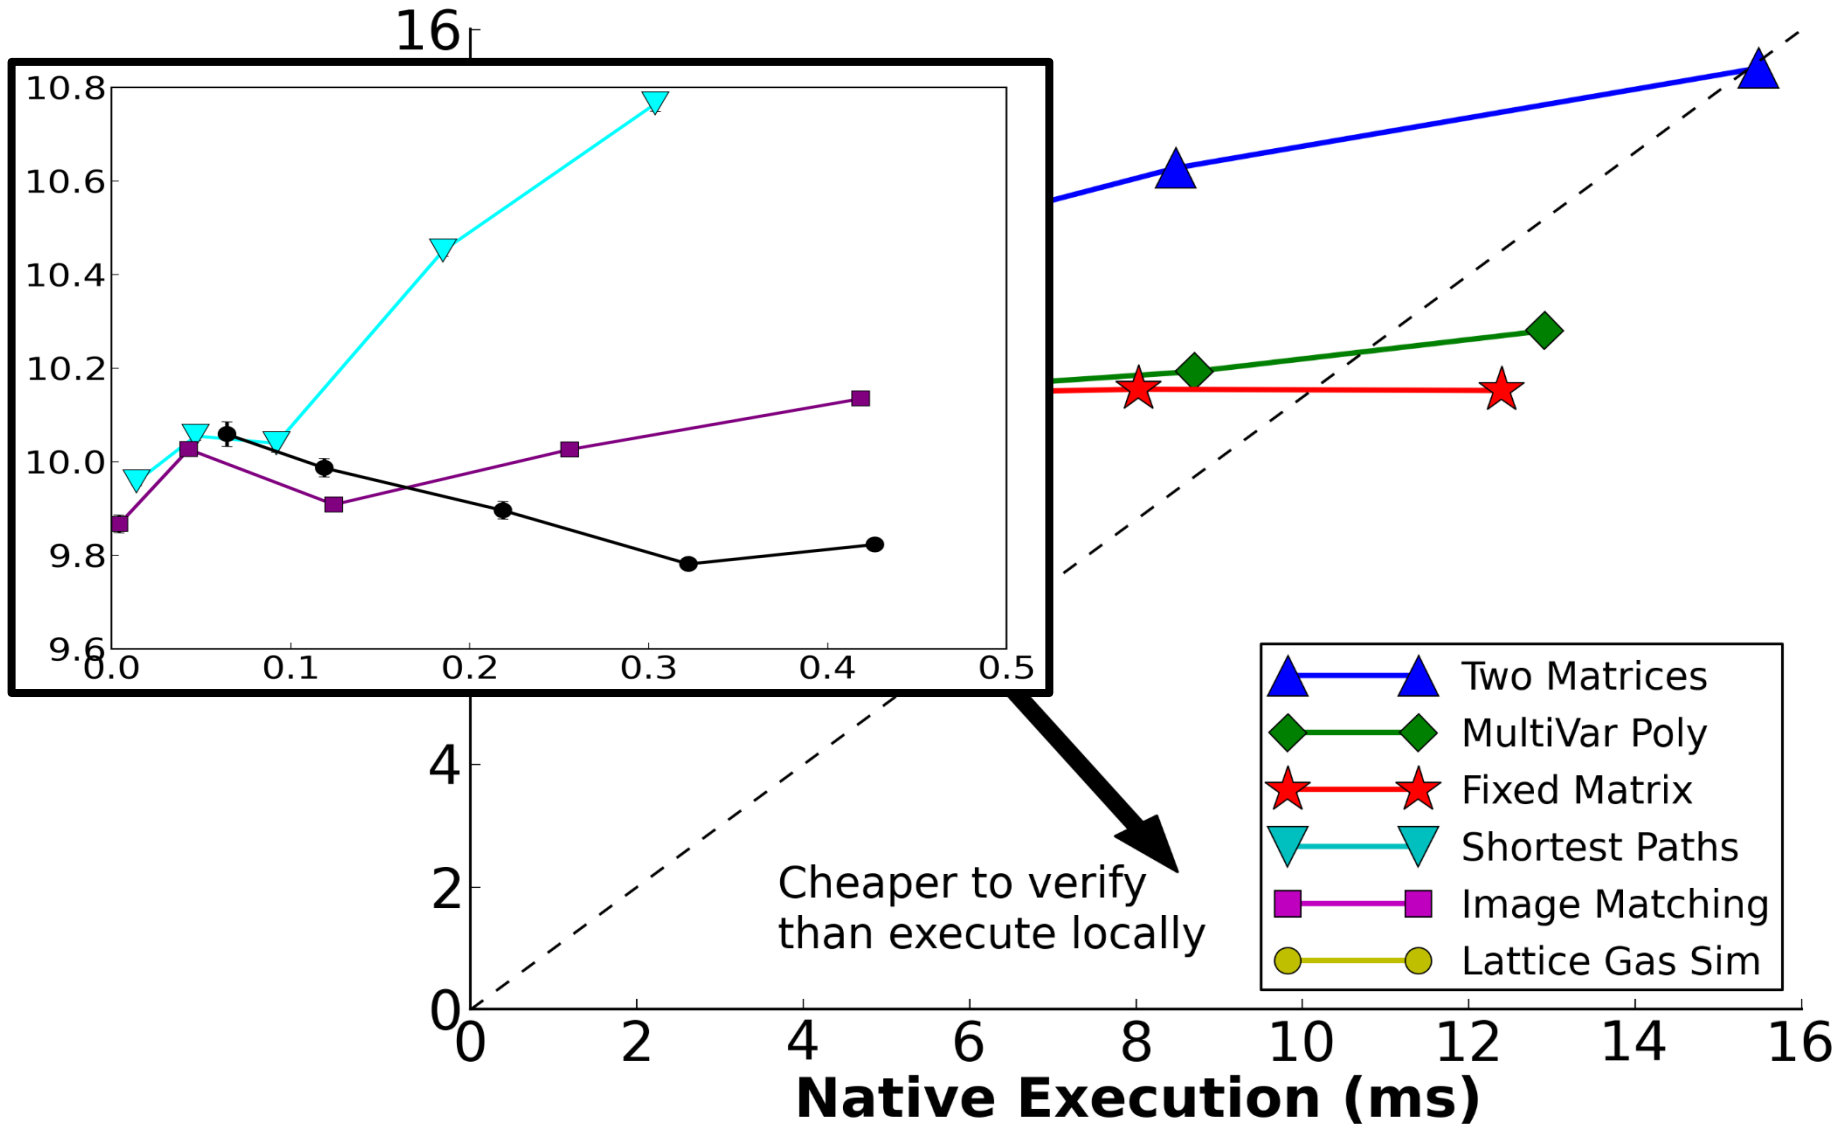 16
10.8
10.6
10.4
10.2
10.0
9.8
9.6
0.0 0.1 0.2 0.3 0.4 0.5
4
2
0
Cheaper to verify
than execute locally
Two Matrices
MultiVar Poly
Fixed Matrix
Shortest Paths
Image Matching
Lattice Gas Sim
0 2 4 6 8 10 12 14 16
Native Execution (ms)